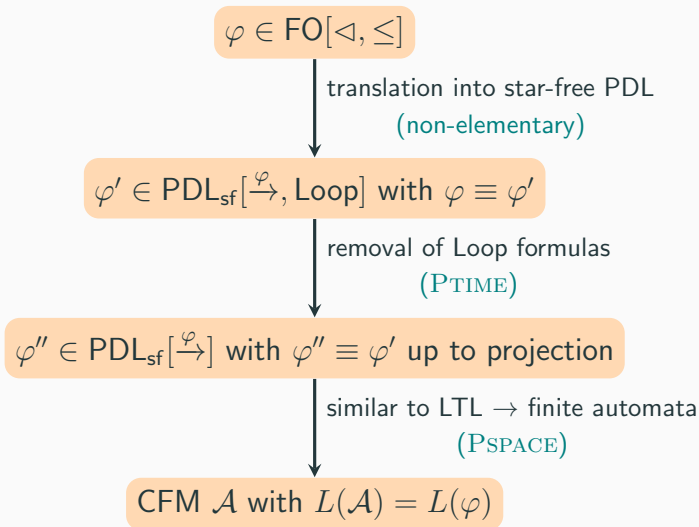 φ ∈ FO[⊲, ≤]
translation into star-free PDL
(non-elementary)
φ′ ∈ PDL_sf[→^φ, Loop] with φ ≡ φ′
removal of Loop formulas
(PTIME)
φ″ ∈ PDL_sf[→^φ] with φ″ ≡ φ′ up to projection
similar to LTL → finite automata
(PSPACE)
CFM 𝒜 with L(𝒜) = L(φ)